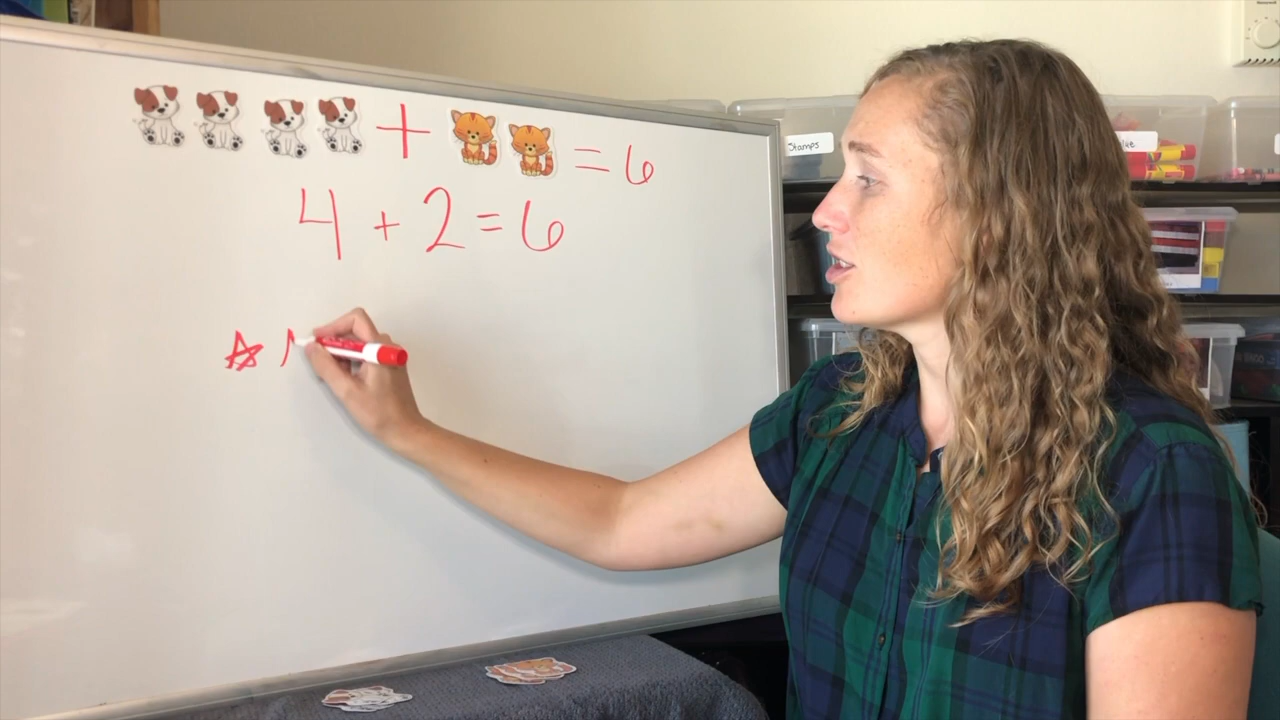 + = 6
4 + 2 = 6
Stamps